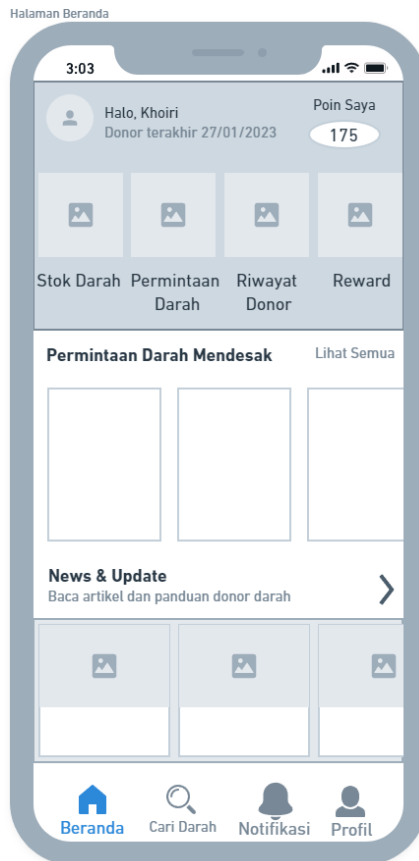 Halaman Beranda
3:03
Halo, Khoiri
Donor terakhir 27/01/2023
Poin Saya
175
Stok Darah
Permintaan
Darah
Riwayat
Donor
Reward
Permintaan Darah Mendesak
Lihat Semua
News & Update
Baca artikel dan panduan donor darah
Beranda
Cari Darah
Notifikasi
Profil